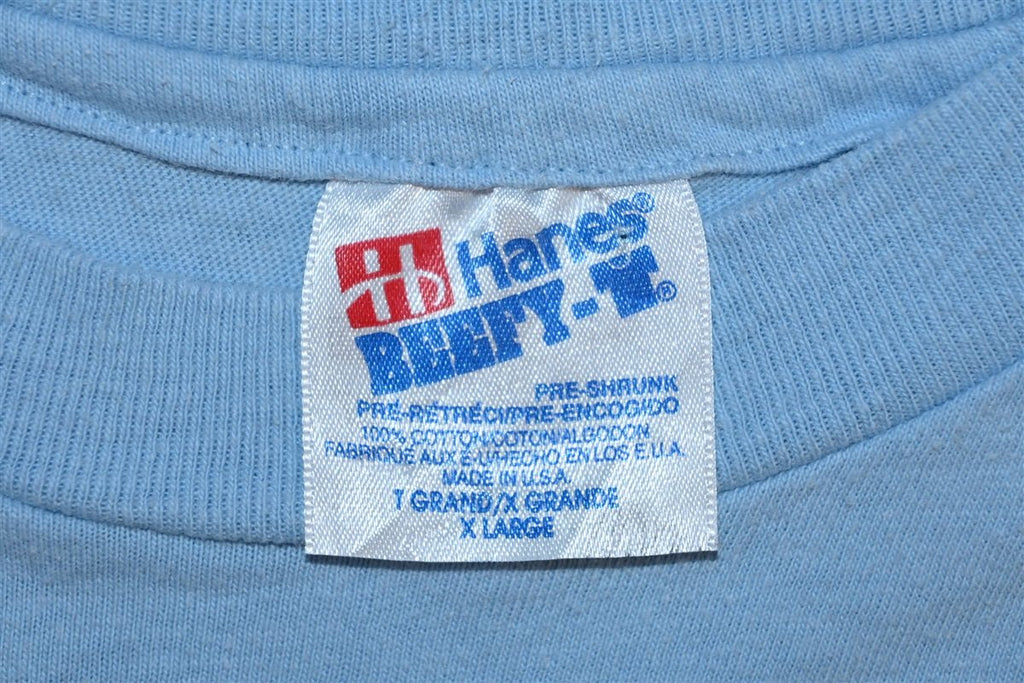 Hanes®
BEEFY-T®
PRE-SHRUNK
PRÉ-RÉTRÉCI/PRE-ENCOGIDO
100% COTTON/COTON/ALGODON
FABRIQUÉ AUX É-U/HECHO EN LOS E.U.A.
MADE IN U.S.A.
T GRAND/X GRANDE
X LARGE